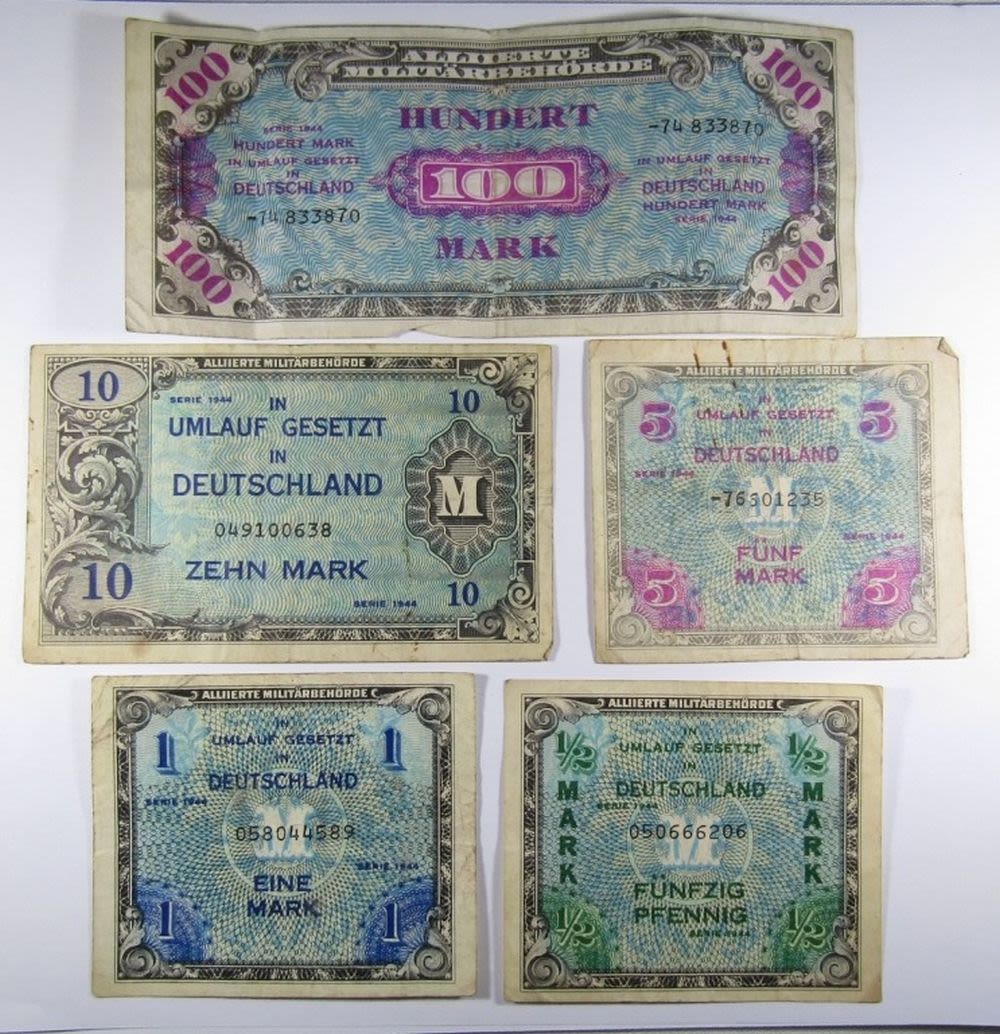 100
ALLIIERTE
MILITÄRBEHÖRDE
100
SERIE 1944
HUNDERT MARK
IN UMLAUF GESETZT
IN
DEUTSCHLAND
-74 833870
HUNDERT
100
MARK
-74 833870
IN UMLAUF GESETZT
IN
DEUTSCHLAND
HUNDERT MARK
SERIE 1944
100
100
10
ALLIIERTE MILITÄRBEHÖRDE
SERIE 1944
IN
UMLAUF GESETZT
IN
DEUTSCHLAND
049100638
ZEHN MARK
SERIE 1944
10
M
10
10
ALLIIERTE MILITÄRBEHÖRDE
5
IN
UMLAUF GESETZT
IN
DEUTSCHLAND
5
SERIE 1944
-76301235
M
SERIE 1944
FÜNF
MARK
5
5
ALLIIERTE MILITÄRBEHÖRDE
1
IN
UMLAUF GESETZT
IN
DEUTSCHLAND
1
SERIE 1944
058044589
M
SERIE 1944
EINE
MARK
1
1
ALLIIERTE MILITÄRBEHÖRDE
1/2
IN
UMLAUF GESETZT
IN
DEUTSCHLAND
1/2
MARK
SERIE 1944
050666206
M
MARK
FÜNFZIG
PFENNIG
SERIE 1944
1/2
1/2